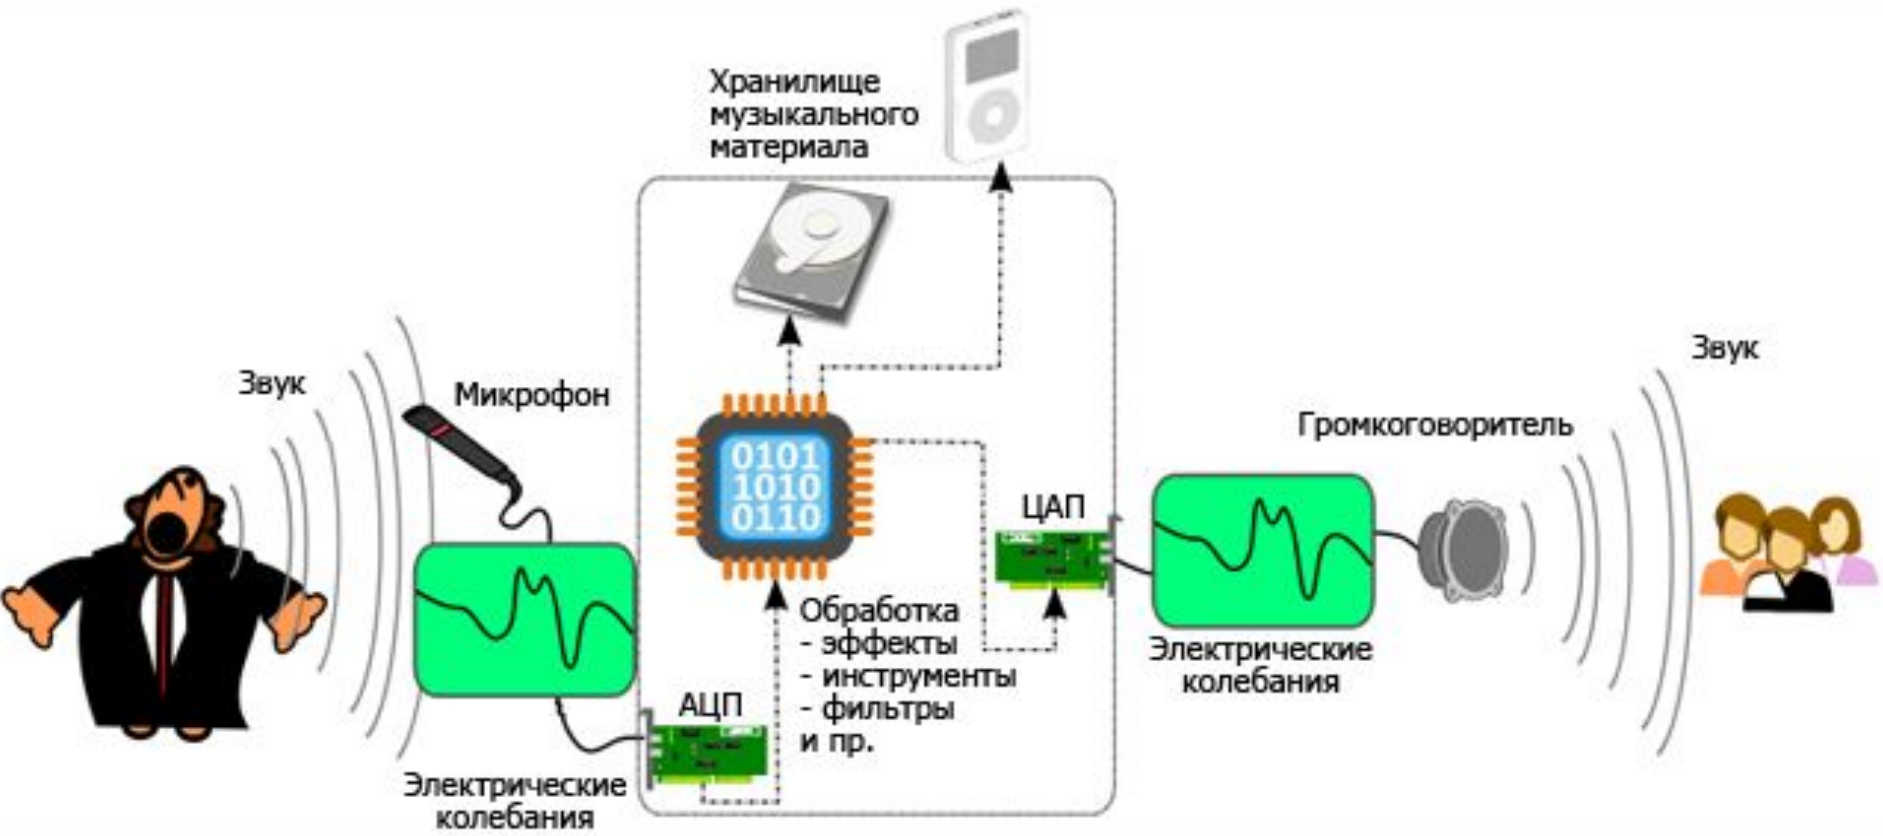 Хранилище
музыкального
материала
Звук
Микрофон
Звук
Громкоговоритель
0101
1010
0110
ЦАП
Обработка
- эффекты
- инструменты
- фильтры
и пр.
АЦП
Электрические
колебания
Электрические
колебания